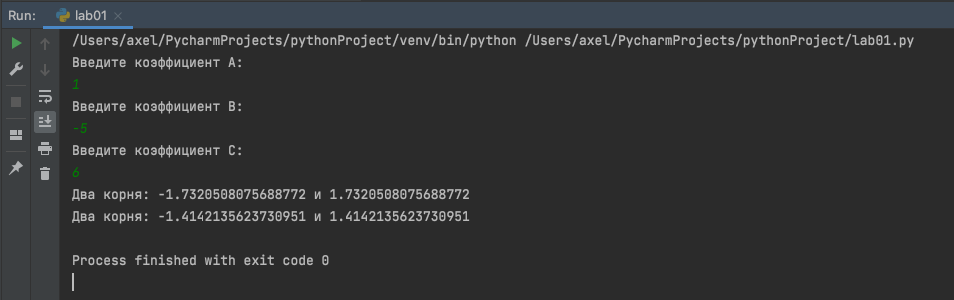 Run: lab01
/Users/axel/PycharmProjects/pythonProject/venv/bin/python /Users/axel/PycharmProjects/pythonProject/lab01.py
Введите коэффициент A:
1
Введите коэффициент B:
-5
Введите коэффициент C:
6
Два корня: -1.7320508075688772 и 1.7320508075688772
Два корня: -1.4142135623730951 и 1.4142135623730951
Process finished with exit code 0